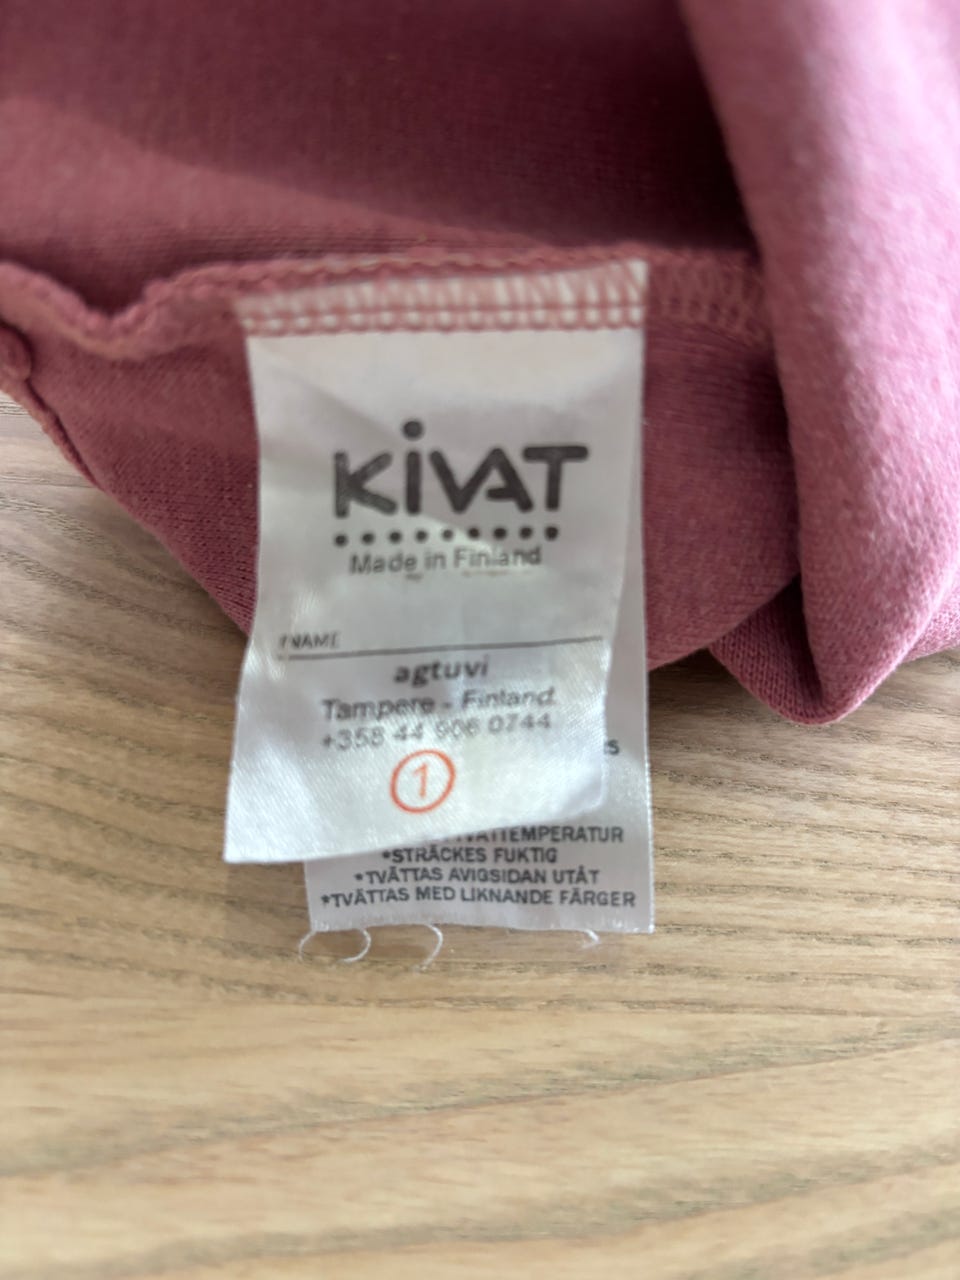 KiVAT
Made in Finland
NAME
agtuvi
Tampere - Finland
+358 44 906 0744
1
TVÄTTEMPERATUR
*STRÄCKES FUKTIG
*TVÄTTAS AVIGSIDAN UTÅT
*TVÄTTAS MED LIKNANDE FÄRGER